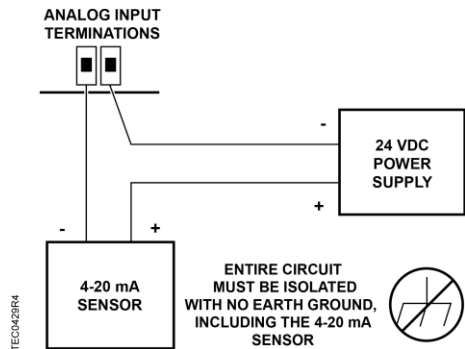 ANALOG INPUT
TERMINATIONS
-
24 VDC
POWER
SUPPLY
+
-
+
4-20 mA
SENSOR
ENTIRE CIRCUIT
MUST BE ISOLATED
WITH NO EARTH GROUND,
INCLUDING THE 4-20 mA
SENSOR
TEC0429R4